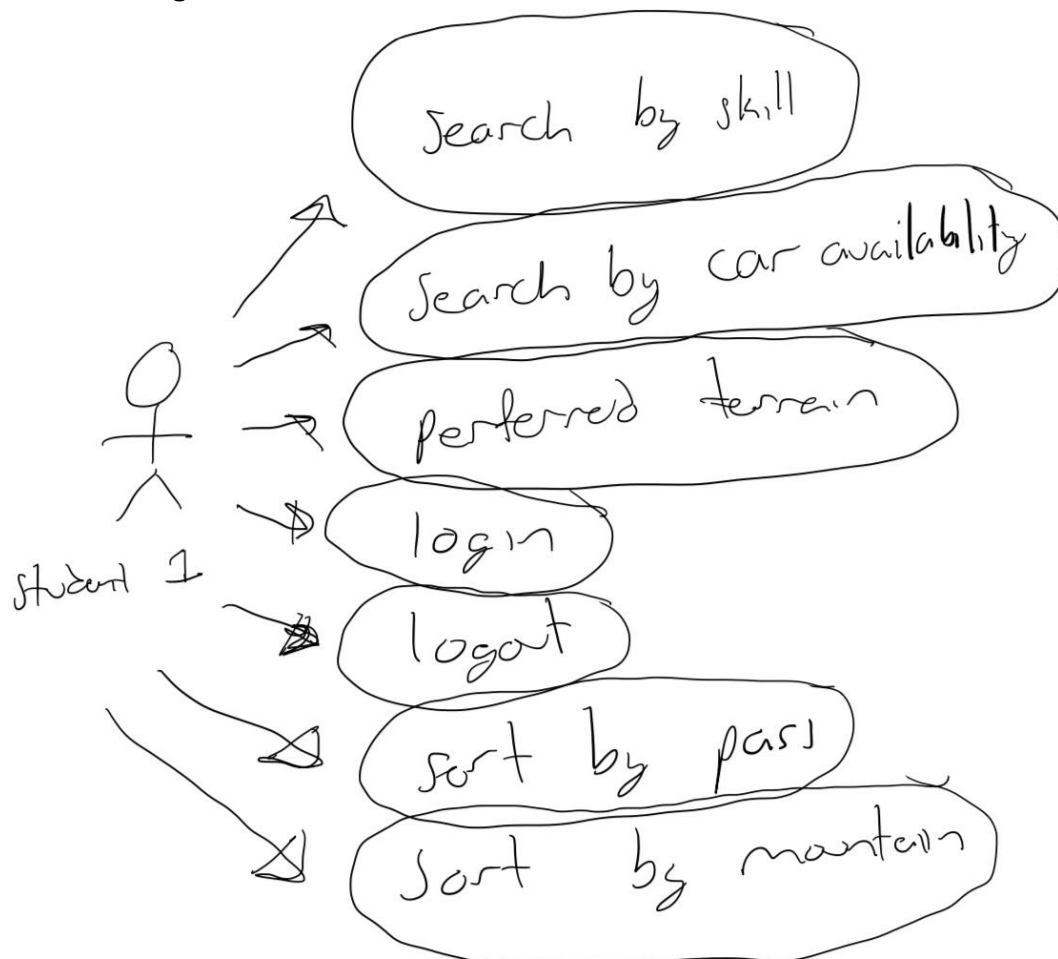 Search by skill
Search by car availability
perferred terrain
login
student 1
logout
sort by pass
Sort by mountain